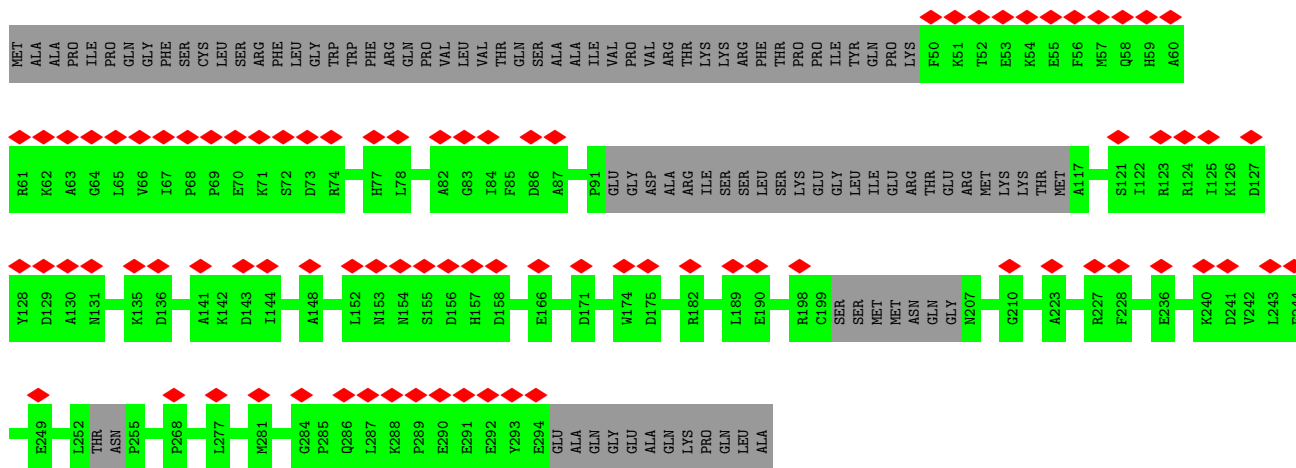 MET ALA ALA PRO ILE PRO GLN GLY PHE SER CYS LEU SER ARG PHE LEU GLY TRP TRP PHE ARG GLN PRO VAL LEU VAL THR GLN SER ALA ALA ILE VAL PRO VAL ARG THR LYS LYS ARG PHE THR PRO PRO ILE TYR GLN PRO LYS F50 K51 T52 E53 K54 E55 F56 M57 Q58 H59 A60
R61 K62 A63 G64 L65 V66 I67 P68 P69 E70 K71 S72 D73 R74 H77 L78 A82 G83 I84 F85 D86 A87 P91 GLU GLY ASP ALA ARG ILE SER SER LEU SER LYS GLU GLY LEU ILE GLU ARG THR GLU ARG MET LYS LYS THR MET A117 S121 I122 R123 R124 I125 K126 D127
Y128 D129 A130 N131 K135 D136 A141 K142 D143 I144 A148 L152 N153 N154 S155 D156 H157 D158 E166 D171 W174 D175 R182 L189 E190 R198 C199 SER SER MET MET ASN GLN GLY N207 G210 A223 R227 F228 E236 K240 D241 V242 L243
E249 L252 THR ASN P255 P268 L277 M281 G284 P285 Q286 L287 K288 P289 E290 E291 E292 Y293 E294 GLU ALA GLN GLY GLU ALA GLN LYS PRO GLN LEU ALA